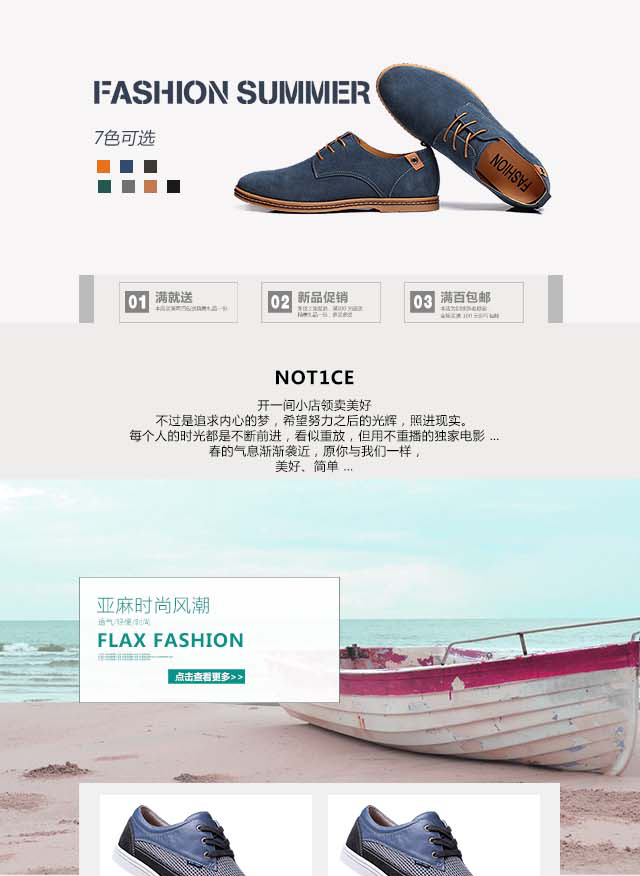 FASHION SUMMER
7色可选
FASHION
01 满就送
02 新品促销
03 满百包邮
NOT1CE
开一间小店领卖美好
不过是追求内心的梦，希望努力之后的光辉，照进现实。
每个人的时光都是不断前进，看似重放，但用不重播的独家电影 ...
春的气息渐渐袭近，原你与我们一样，
美好、简单 ...
亚麻时尚风潮
透气/轻便/时尚
FLAX FASHION
点击查看更多>>